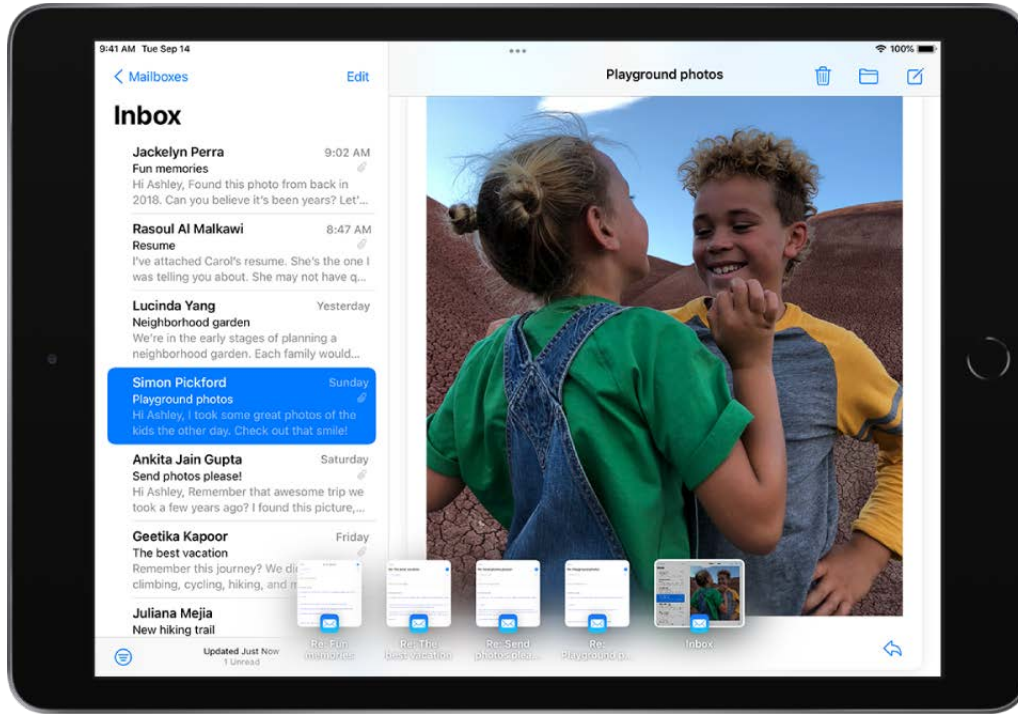 9:41 AM Tue Sep 14
100%
Mailboxes
Edit
Inbox
Jackelyn Perra
9:02 AM
Fun memories
Hi Ashley, Found this photo from back in
2018. Can you believe it's been years? Let'...
Rasoul Al Malkawi
8:47 AM
Resume
I've attached Carol's resume. She's the one I
was telling you about. She may not have q...
Lucinda Yang
Yesterday
Neighborhood garden
We're in the early stages of planning a
neighborhood garden. Each family would...
Simon Pickford
Sunday
Playground photos
Hi Ashley, I took some great photos of the
kids the other day. Check out that smile!
Ankita Jain Gupta
Saturday
Send photos please!
Hi Ashley, Remember that awesome trip we
took a few years ago? I found this picture,...
Geetika Kapoor
Friday
The best vacation
Remember this journey? We
climbing, cycling, hiking, and
Juliana Mejia
New hiking trail
Updated Just Now
1 Unread
Playground photos
Re: Fun
memories
Re: The
best vacation
Re: Send
photos plea...
Re:
Playground p...
Inbox